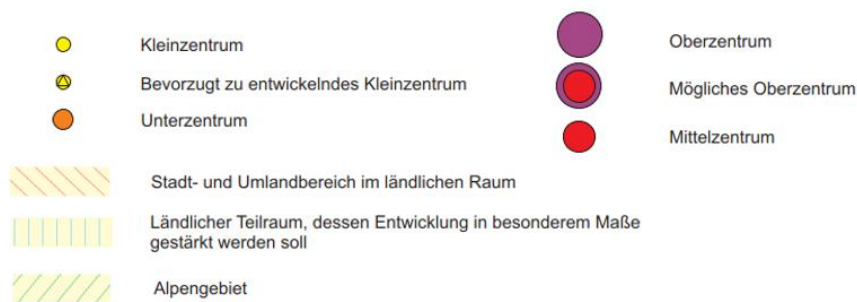 Kleinzentrum
Bevorzugt zu entwickelndes Kleinzentrum
Unterzentrum
Oberzentrum
Mögliches Oberzentrum
Mittelzentrum
Stadt- und Umlandbereich im ländlichen Raum
Ländlicher Teilraum, dessen Entwicklung in besonderem Maße
gestärkt werden soll
Alpengebiet